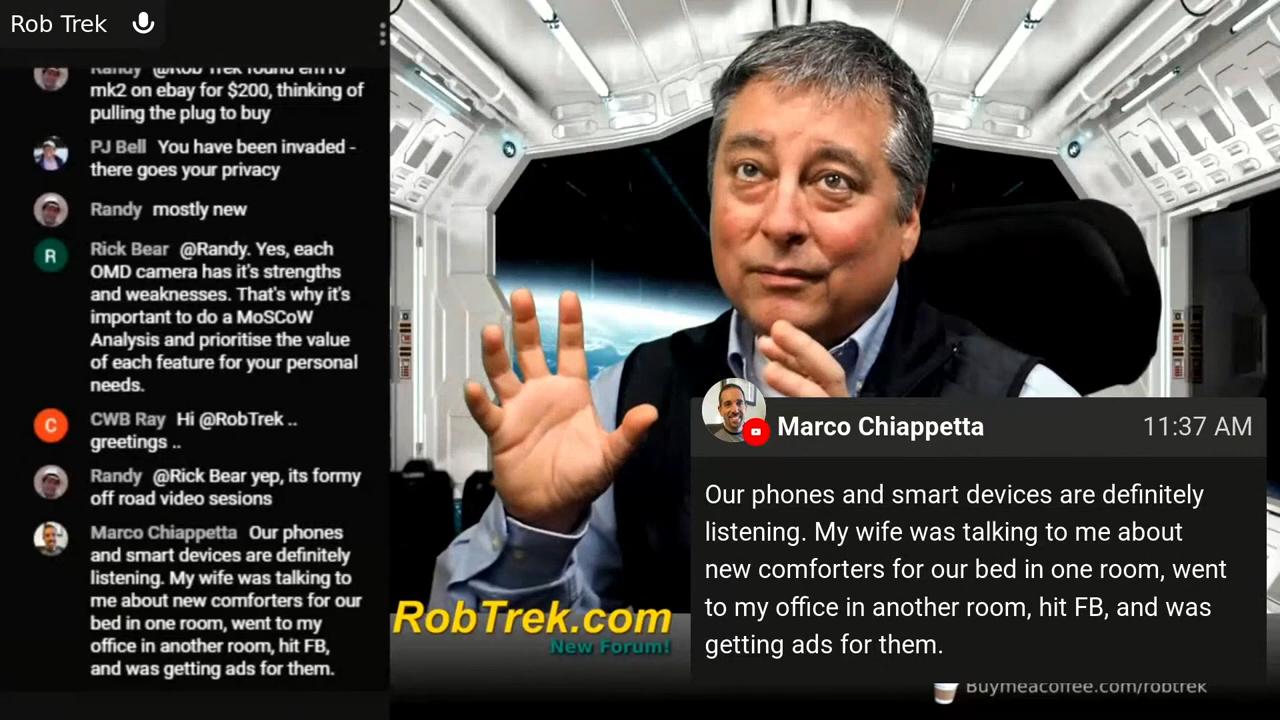 Rob Trek
Randy @Rob Trek found em10
mk2 on ebay for $200, thinking of
pulling the plug to buy
PJ Bell You have been invaded -
there goes your privacy
Randy mostly new
R
Rick Bear @Randy. Yes, each
OMD camera has it's strengths
and weaknesses. That's why it's
important to do a MoSCoW
Analysis and prioritise the value
of each feature for your personal
needs.
C
CWB Ray Hi @RobTrek ..
greetings ..
Randy @Rick Bear yep, its formy
off road video sesions
Marco Chiappetta Our phones
and smart devices are definitely
listening. My wife was talking to
me about new comforters for our
bed in one room, went to my
office in another room, hit FB,
and was getting ads for them.
RobTrek.com
New Forum!
Marco Chiappetta 11:37 AM
Our phones and smart devices are definitely
listening. My wife was talking to me about
new comforters for our bed in one room, went
to my office in another room, hit FB, and was
getting ads for them.
Buymeacoffee.com/robtrek